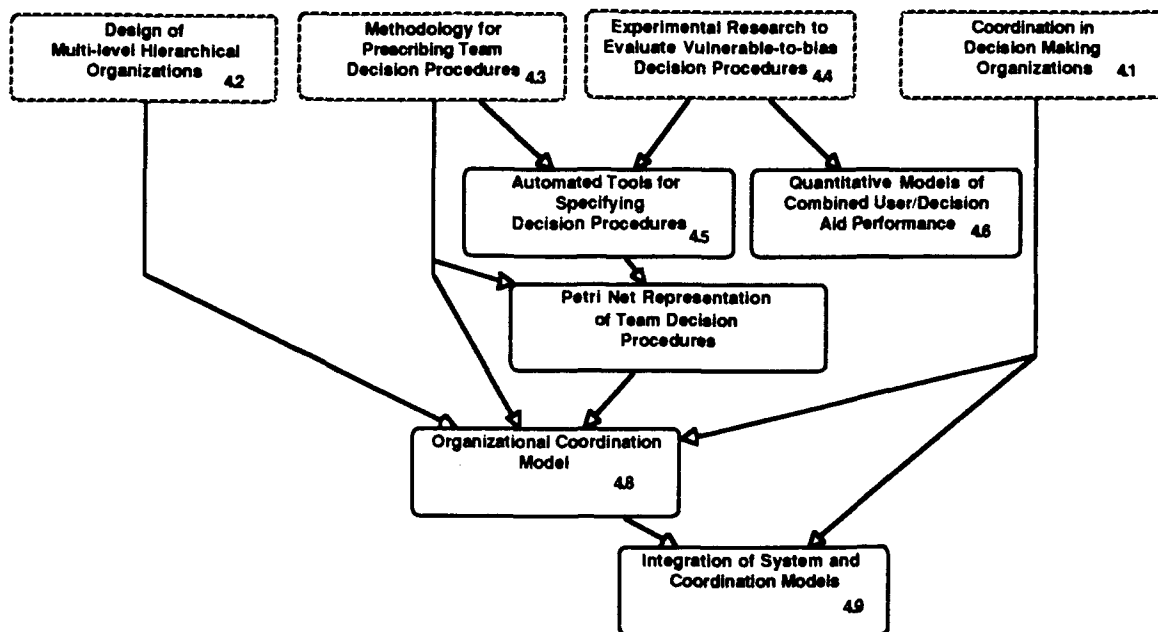 Design of
Multi-level Hierarchical
Organizations
4.2
Methodology for
Prescribing Team
Decision Procedures
4.3
Experimental Research to
Evaluate Vulnerable-to-bias
Decision Procedures
4.4
Coordination in
Decision Making
Organizations
4.1
Automated Tools for
Specifying
Decision Procedures
4.5
Quantitative Models of
Combined User/Decision
Aid Performance
4.6
Petri Net Representation
of Team Decision
Procedures
Organizational Coordination
Model
4.8
Integration of System and
Coordination Models
4.9